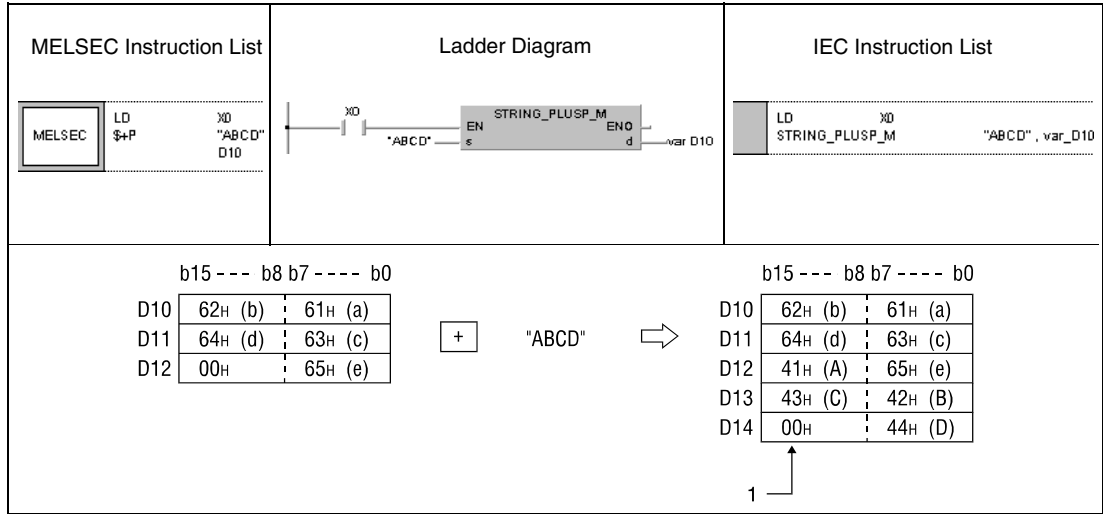 MELSEC Instruction List
Ladder Diagram
IEC Instruction List
MELSEC
LD X0
$+P "ABCD"
D10
X0
STRING_PLUSP_M
EN ENO
"ABCD" s d var D10
LD X0
STRING_PLUSP_M "ABCD" , var_D10
b15 --- b8 b7 ---- b0
D10 62H (b) 61H (a)
D11 64H (d) 63H (c)
D12 00H 65H (e)
+ "ABCD"
b15 --- b8 b7 ---- b0
D10 62H (b) 61H (a)
D11 64H (d) 63H (c)
D12 41H (A) 65H (e)
D13 43H (C) 42H (B)
D14 00H 44H (D)
1